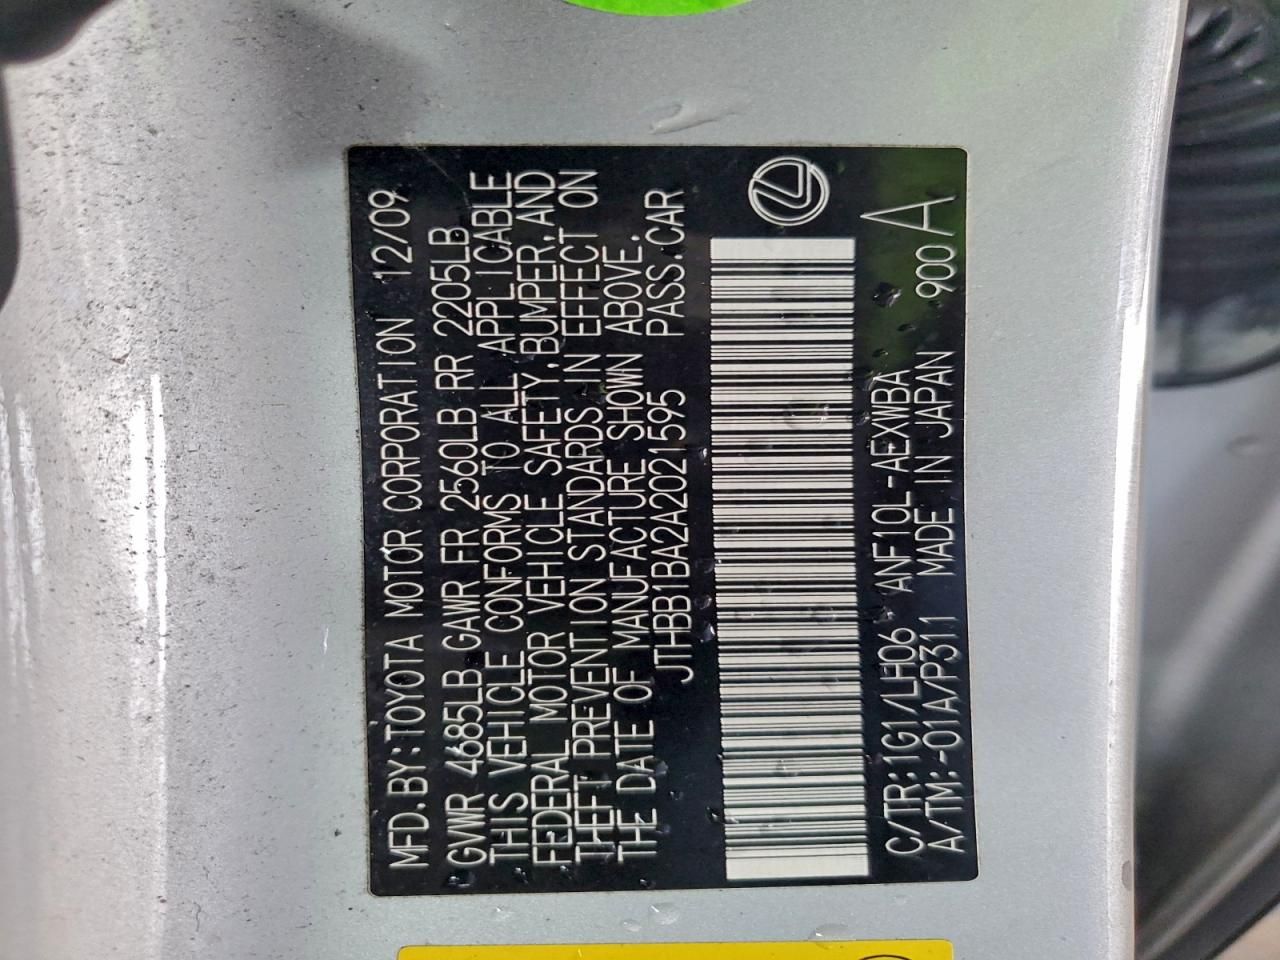 MFD.BY:TOYOTA MOTOR CORPORATION 12/09
GVWR 4685LB GAWR FR 2560LB RR 2205LB
THIS VEHICLE CONFORMS TO ALL APPLICABLE
FEDERAL MOTOR VEHICLE SAFETY,BUMPER,AND
THEFT PREVENTION STANDARDS IN EFFECT ON
THE DATE OF MANUFACTURE SHOWN ABOVE.
JTHBB1BA2A2021595 PASS.CAR
C/TR:1G1/LH06 ANF10L-AEXWBA
A/TM:-01A/P311 MADE IN JAPAN 900 A